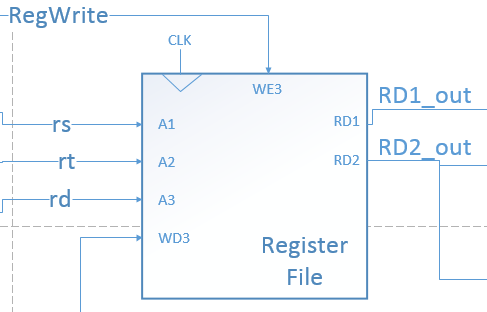 RegWrite
CLK
WE3
rs
A1
RD1
RD1_out
rt
A2
RD2
RD2_out
rd
A3
WD3
Register
File